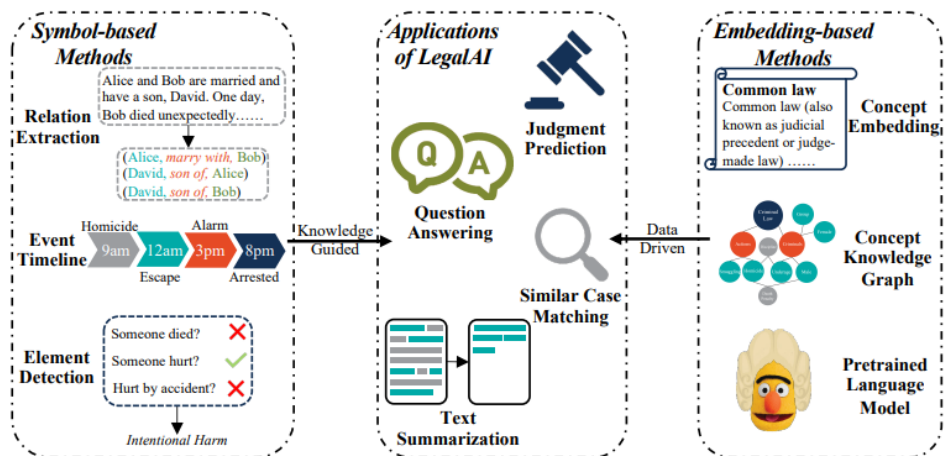 Symbol-based
Methods
Alice and Bob are married and
have a son, David. One day,
Bob died unexpectedly……
Relation
Extraction
(Alice, marry with, Bob)
(David, son of, Alice)
(David, son of, Bob)
Homicide
Alarm
Event
Timeline
9am
12am
3pm
8pm
Escape
Arrested
Element
Detection
Someone died?
Someone hurt?
Hurt by accident?
Intentional Harm
Knowledge
Guided
Applications
of LegalAI
Judgment
Prediction
Q A
Question
Answering
Similar Case
Matching
Text
Summarization
Data
Driven
Embedding-based
Methods
Common law
Common law (also
known as judicial
precedent or judge-
made law) ……
Concept
Embedding
Criminal
Law
Concept
Knowledge
Graph
Pretrained
Language
Model